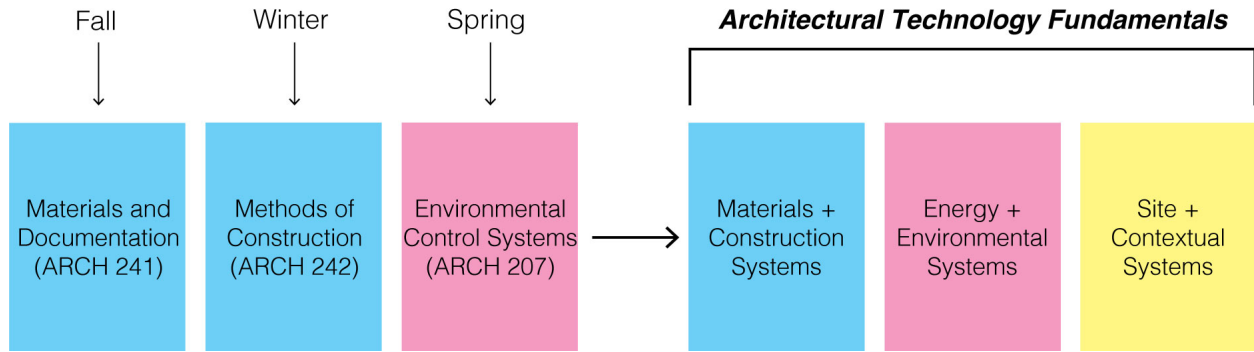 Fall
Winter
Spring
Architectural Technology Fundamentals
Materials and
Documentation
(ARCH 241)
Methods of
Construction
(ARCH 242)
Environmental
Control Systems
(ARCH 207)
Materials +
Construction
Systems
Energy +
Environmental
Systems
Site +
Contextual
Systems